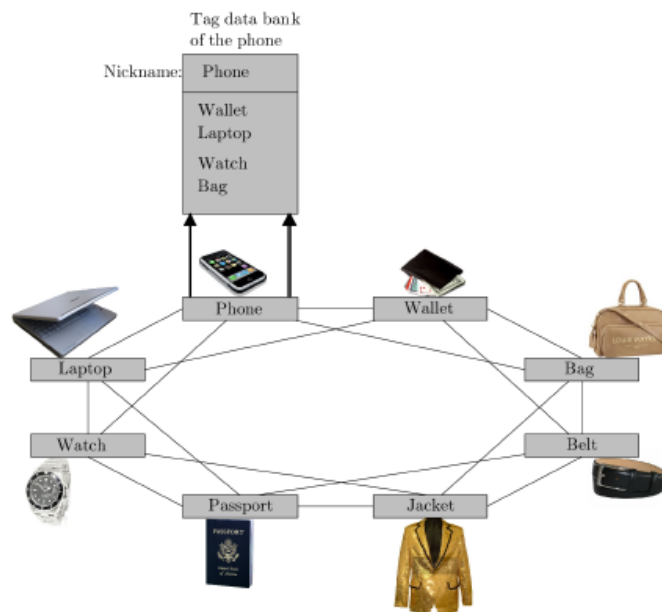 Tag data bank
of the phone
Nickname: Phone
Wallet
Laptop
Watch
Bag
Phone
Wallet
Laptop
Bag
Watch
Belt
Passport
Jacket
PASSPORT